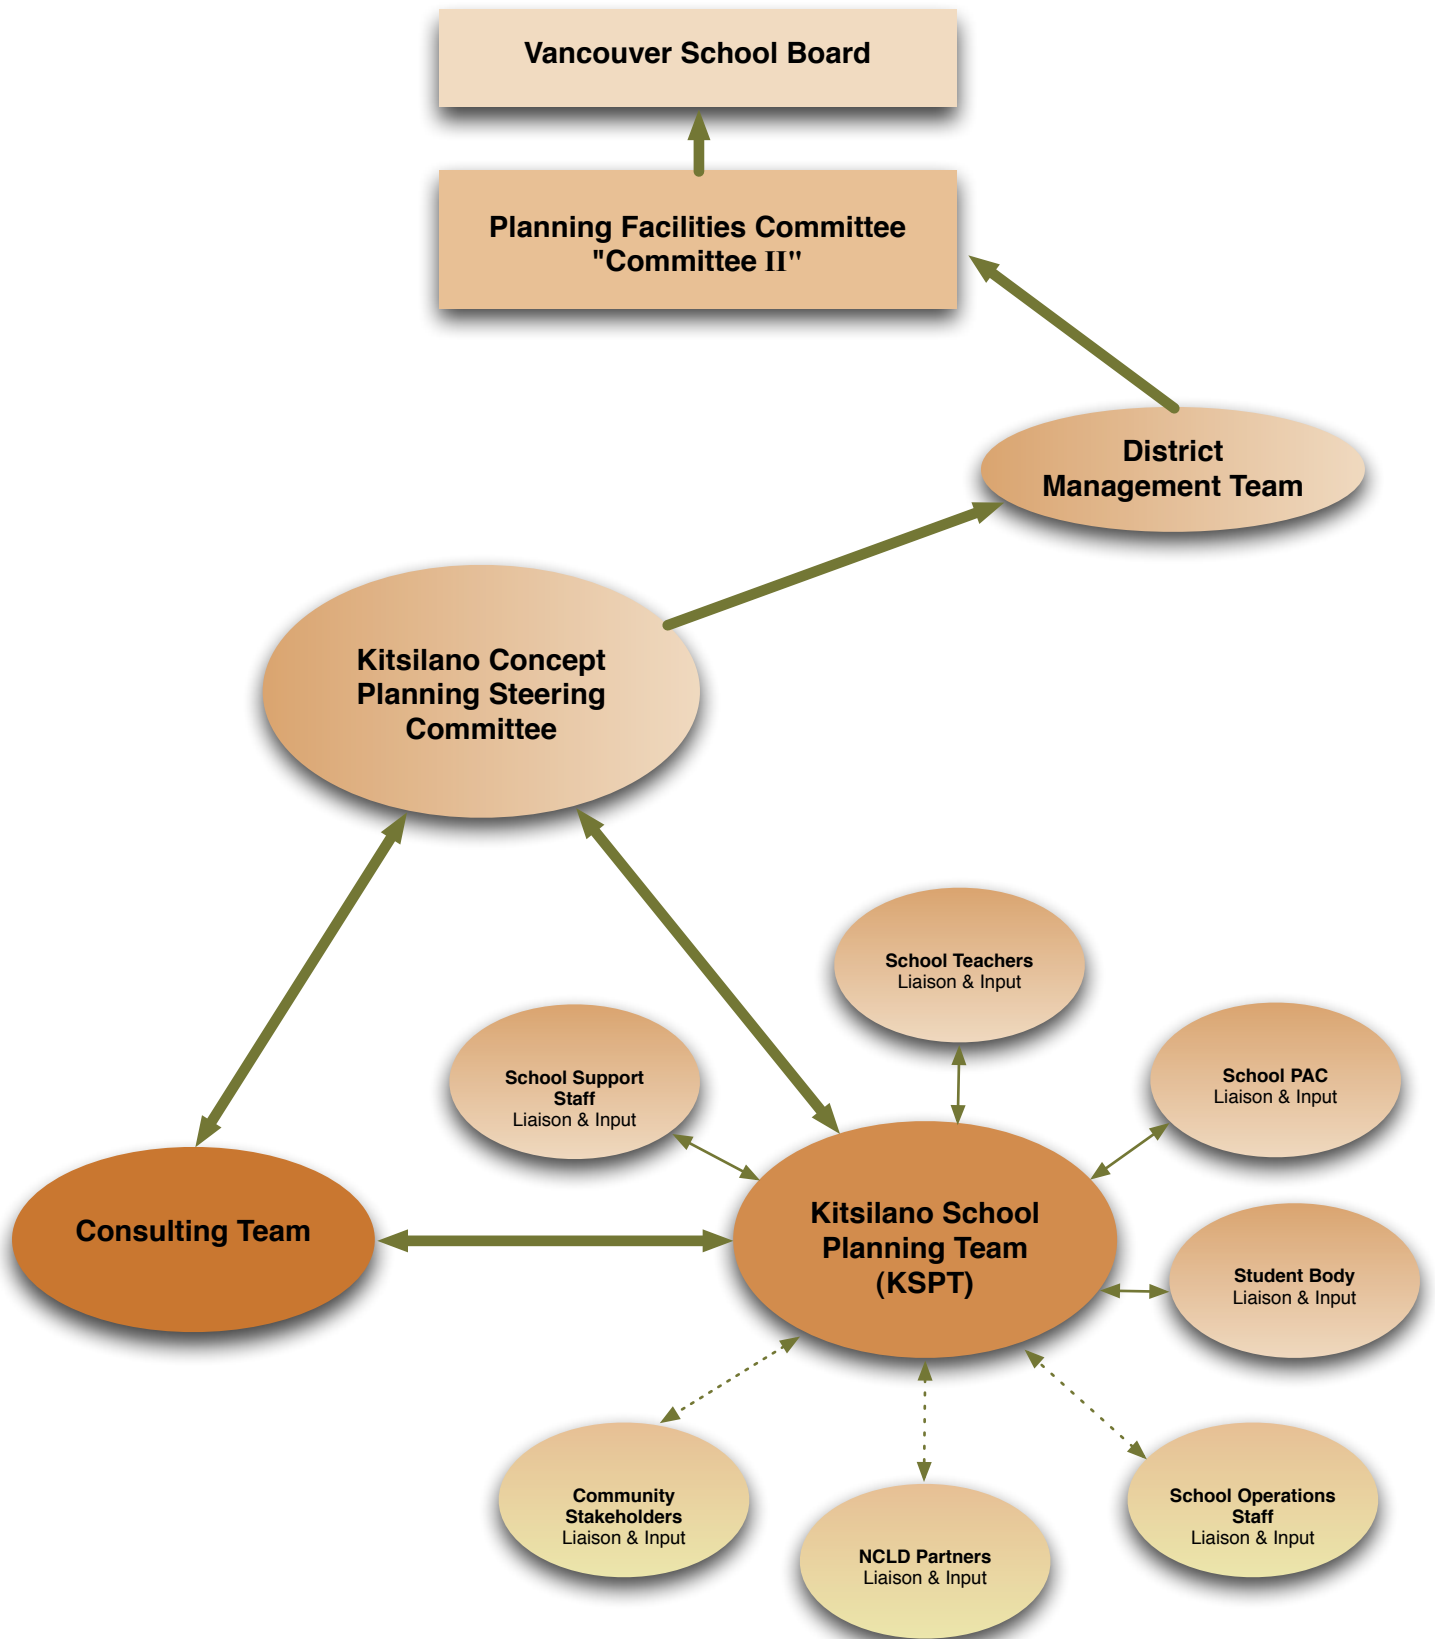 Vancouver School Board
Planning Facilities Committee
"Committee II"
District
Management Team
Kitsilano Concept
Planning Steering
Committee
School Teachers
Liaison & Input
School Support
Staff
Liaison & Input
School PAC
Liaison & Input
Consulting Team
Kitsilano School
Planning Team
(KSPT)
Student Body
Liaison & Input
Community
Stakeholders
Liaison & Input
NCLD Partners
Liaison & Input
School Operations
Staff
Liaison & Input